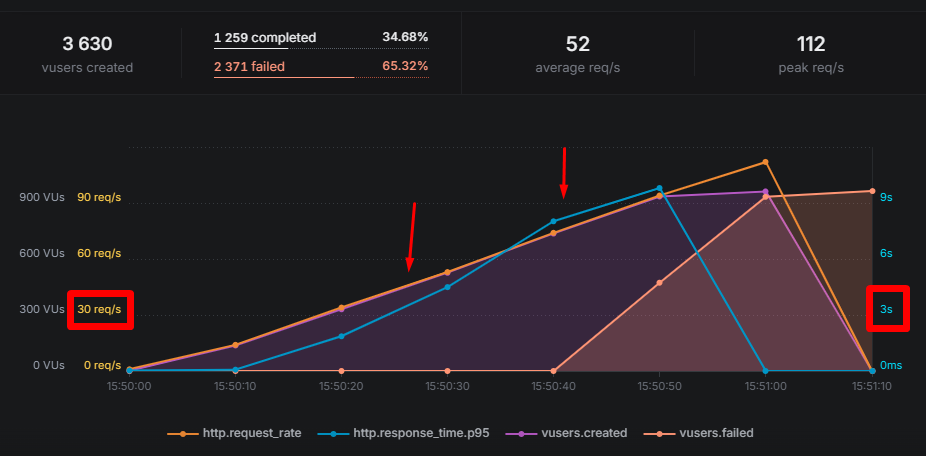 3 630
vusers created
1 259 completed 34.68%
2 371 failed 65.32%
52
average req/s
112
peak req/s
900 VUs 90 req/s 9s
600 VUs 60 req/s 6s
300 VUs 30 req/s 3s
0 VUs 0 req/s 0ms
15:50:00 15:50:10 15:50:20 15:50:30 15:50:40 15:50:50 15:51:00 15:51:10
http.request_rate http.response_time.p95 vusers.created vusers.failed